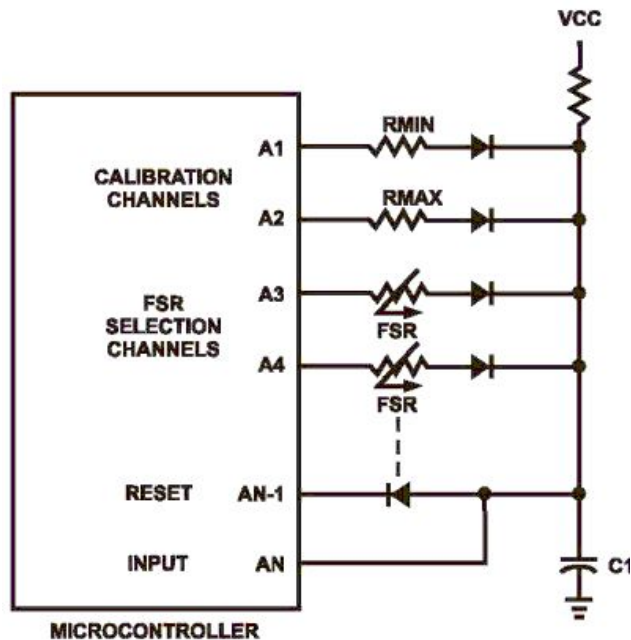 VCC
A1
RMIN
CALIBRATION
CHANNELS
A2
RMAX
A3
FSR
FSR
SELECTION
CHANNELS
A4
FSR
RESET
AN-1
INPUT
AN
C1
MICROCONTROLLER